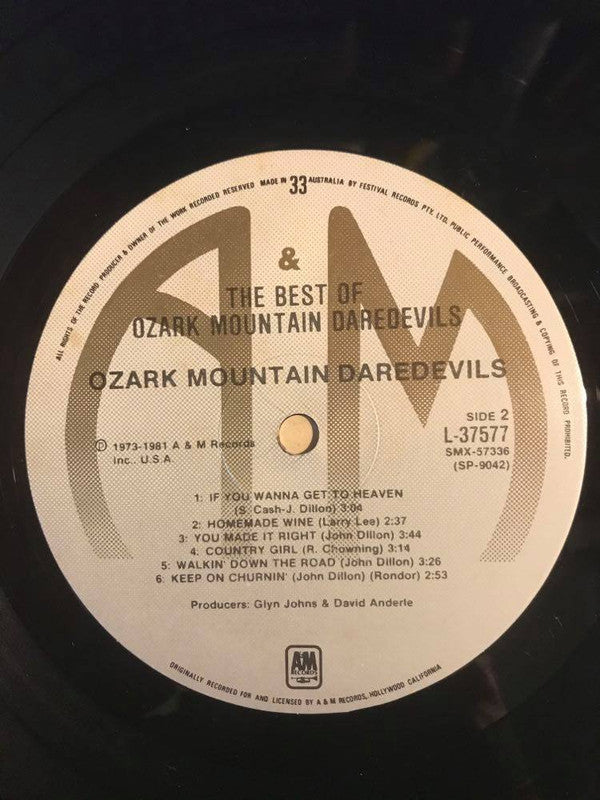 ALL RIGHTS OF THE RECORD PRODUCER & OWNER OF THE WORK RECORDED RESERVED MADE IN 33 AUSTRALIA BY FESTIVAL RECORDS PTY. LTD. PUBLIC PERFORMANCE BROADCASTING & COPYING OF THIS RECORD PROHIBITED.
A & M
THE BEST OF
OZARK MOUNTAIN DAREDEVILS
OZARK MOUNTAIN DAREDEVILS
SIDE 2
L-37577
SMX-57336
(SP-9042)
Ⓟ 1973-1981 A & M Records
Inc., U.S.A.
1: IF YOU WANNA GET TO HEAVEN
(S. Cash-J. Dillon) 3:04
2: HOMEMADE WINE (Larry Lee) 2:37
3: YOU MADE IT RIGHT (John Dillon) 3:44
4: COUNTRY GIRL (R. Chowning) 3:14
5: WALKIN' DOWN THE ROAD (John Dillon) 3:26
6: KEEP ON CHURNIN' (John Dillon) (Rondor) 2:53
Producers: Glyn Johns & David Anderle
A&M
RECORDS
ORIGINALLY RECORDED FOR AND LICENSED BY A & M RECORDS, HOLLYWOOD CALIFORNIA